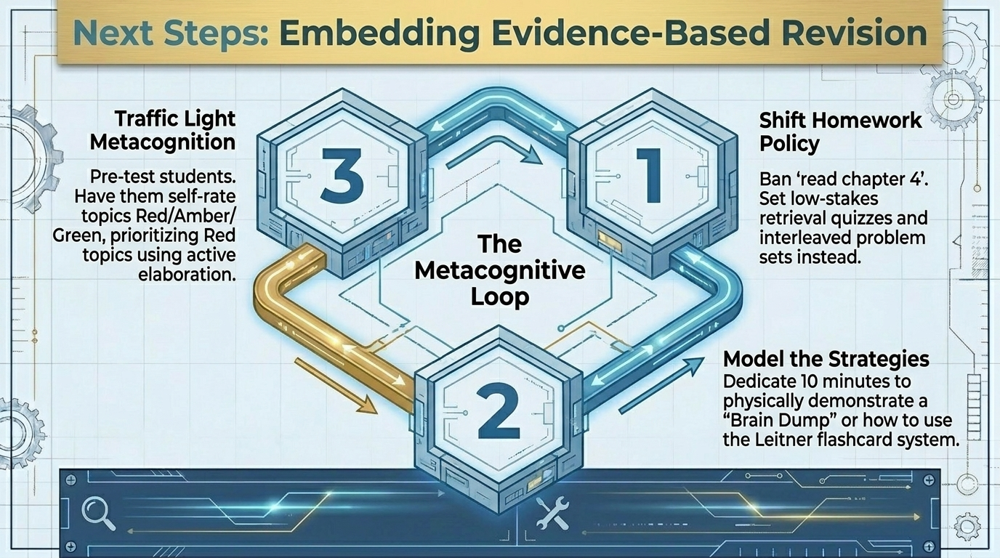 Next Steps: Embedding Evidence-Based Revision
Traffic Light
Metacognition
Pre-test students.
Have them self-rate
topics Red/Amber/
Green, prioritizing Red
topics using active
elaboration.
3
1
Shift Homework
Policy
Ban ‘read chapter 4’.
Set low-stakes
retrieval quizzes and
interleaved problem
sets instead.
The
Metacognitive
Loop
2
Model the Strategies
Dedicate 10 minutes to
physically demonstrate a
“Brain Dump” or how to use
the Leitner flashcard system.